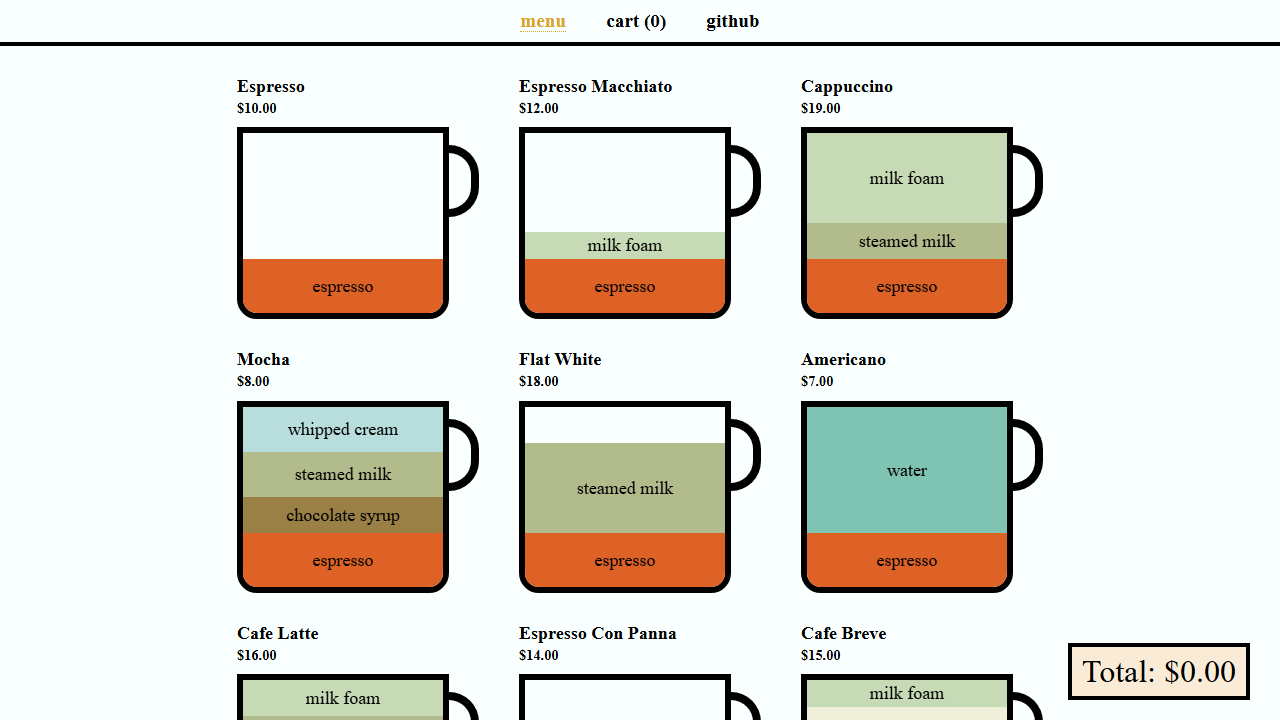 menu cart (0) github
Espresso
$10.00
espresso
Espresso Macchiato
$12.00
milk foam
espresso
Cappuccino
$19.00
milk foam
steamed milk
espresso
Mocha
$8.00
whipped cream
steamed milk
chocolate syrup
espresso
Flat White
$18.00
steamed milk
espresso
Americano
$7.00
water
espresso
Cafe Latte
$16.00
milk foam
Espresso Con Panna
$14.00
Cafe Breve
$15.00
milk foam
Total: $0.00